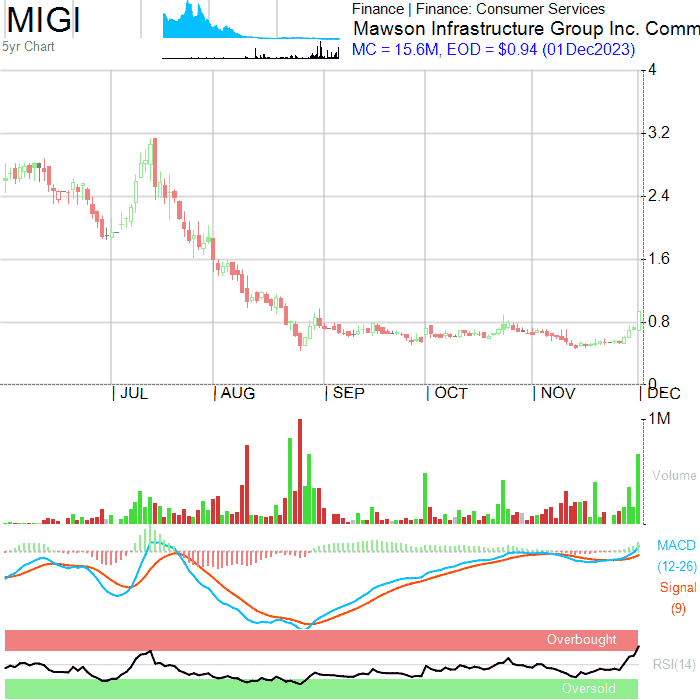 MIGI
5yr Chart
Finance | Finance: Consumer Services
Mawson Infrastructure Group Inc. Comm
MC = 15.6M, EOD = $0.94 (01Dec2023)
4
3.2
2.4
1.6
0.8
0
| JUL | AUG | SEP | OCT | NOV | DEC
1M
Volume
MACD
(12-26)
Signal
(9)
Overbought
RSI(14)
Oversold